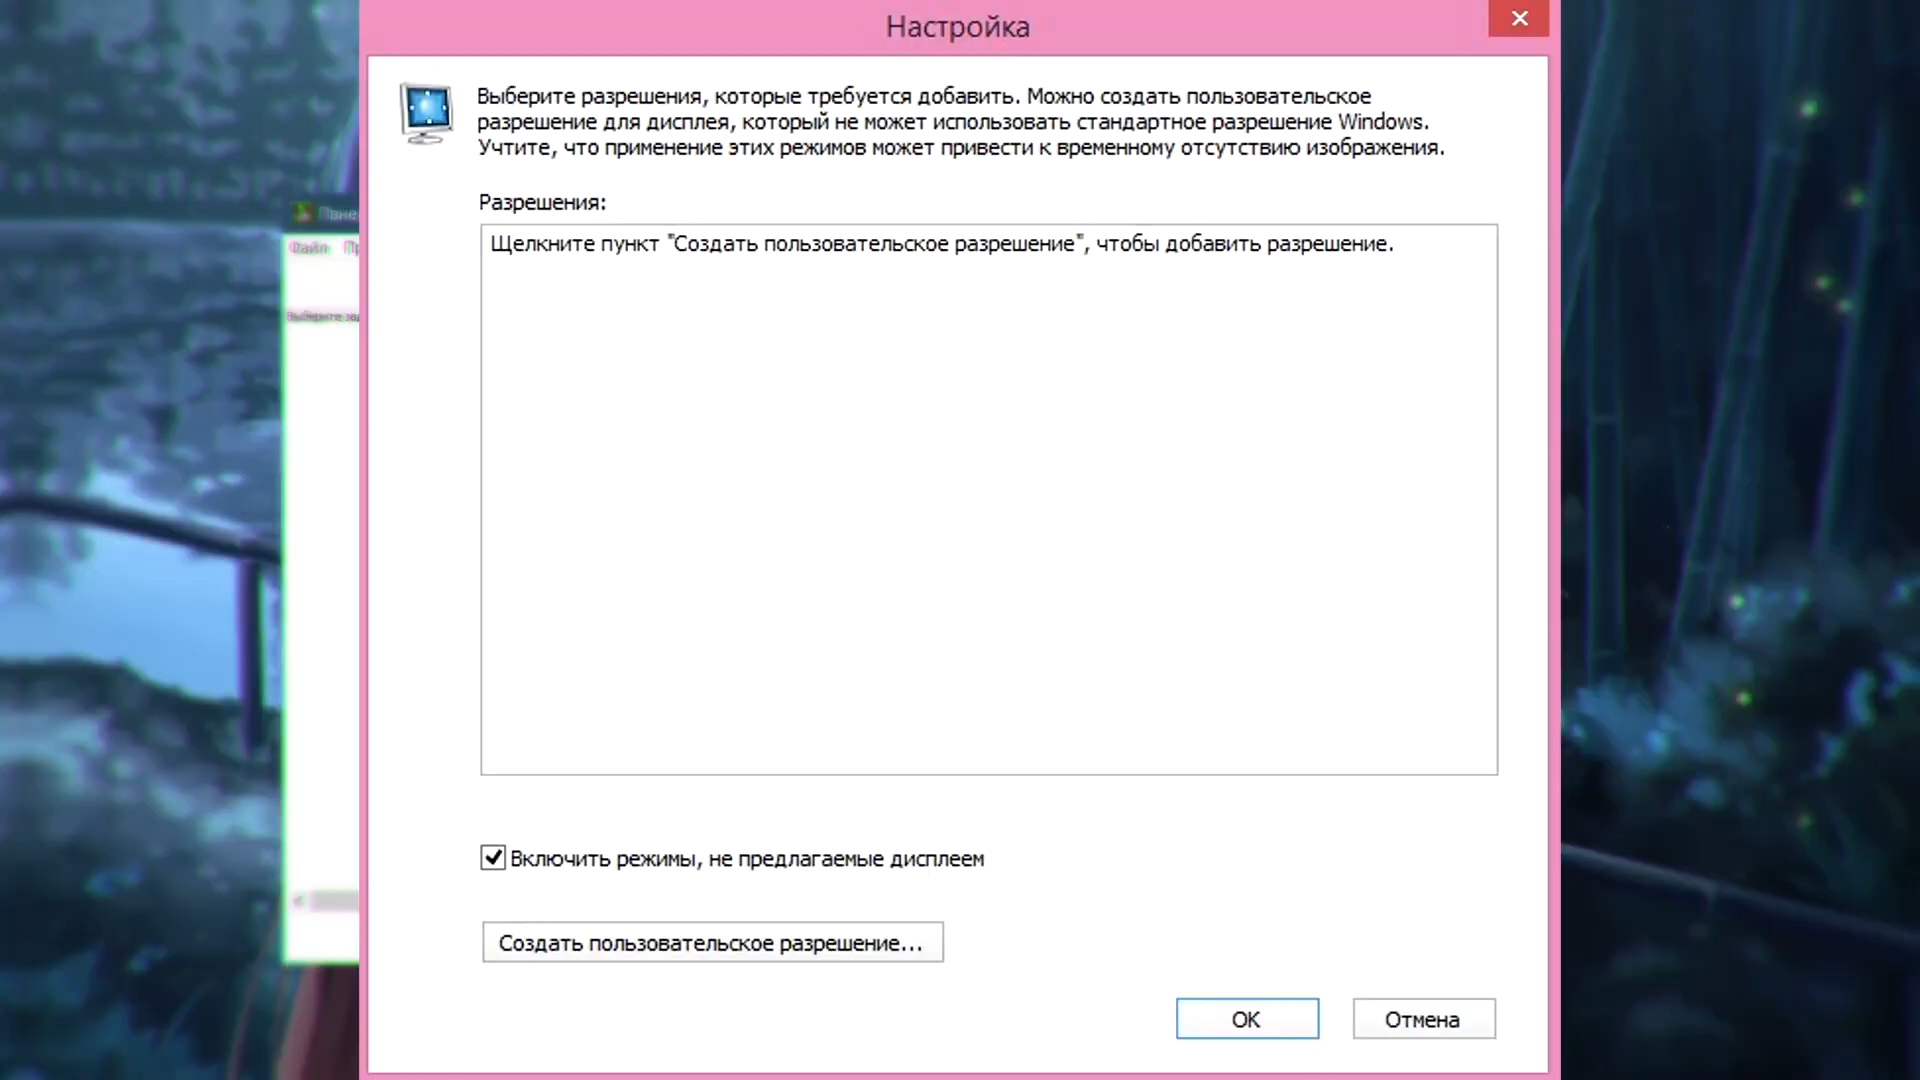 Настройка
Выберите разрешения, которые требуется добавить. Можно создать пользовательское
разрешение для дисплея, который не может использовать стандартное разрешение Windows.
Учтите, что применение этих режимов может привести к временному отсутствию изображения.
Разрешения:
Щелкните пункт "Создать пользовательское разрешение", чтобы добавить разрешение.
Файл
Выберите
Включить режимы, не предлагаемые дисплеем
Создать пользовательское разрешение...
OK
Отмена